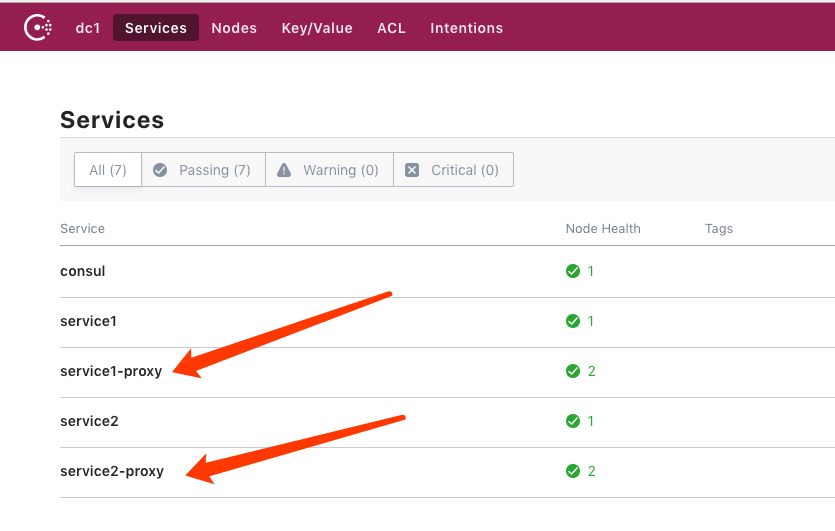 dc1 Services Nodes Key/Value ACL Intentions
Services
All (7) Passing (7) Warning (0) Critical (0)
Service Node Health Tags
consul 1
service1 1
service1-proxy 2
service2 1
service2-proxy 2